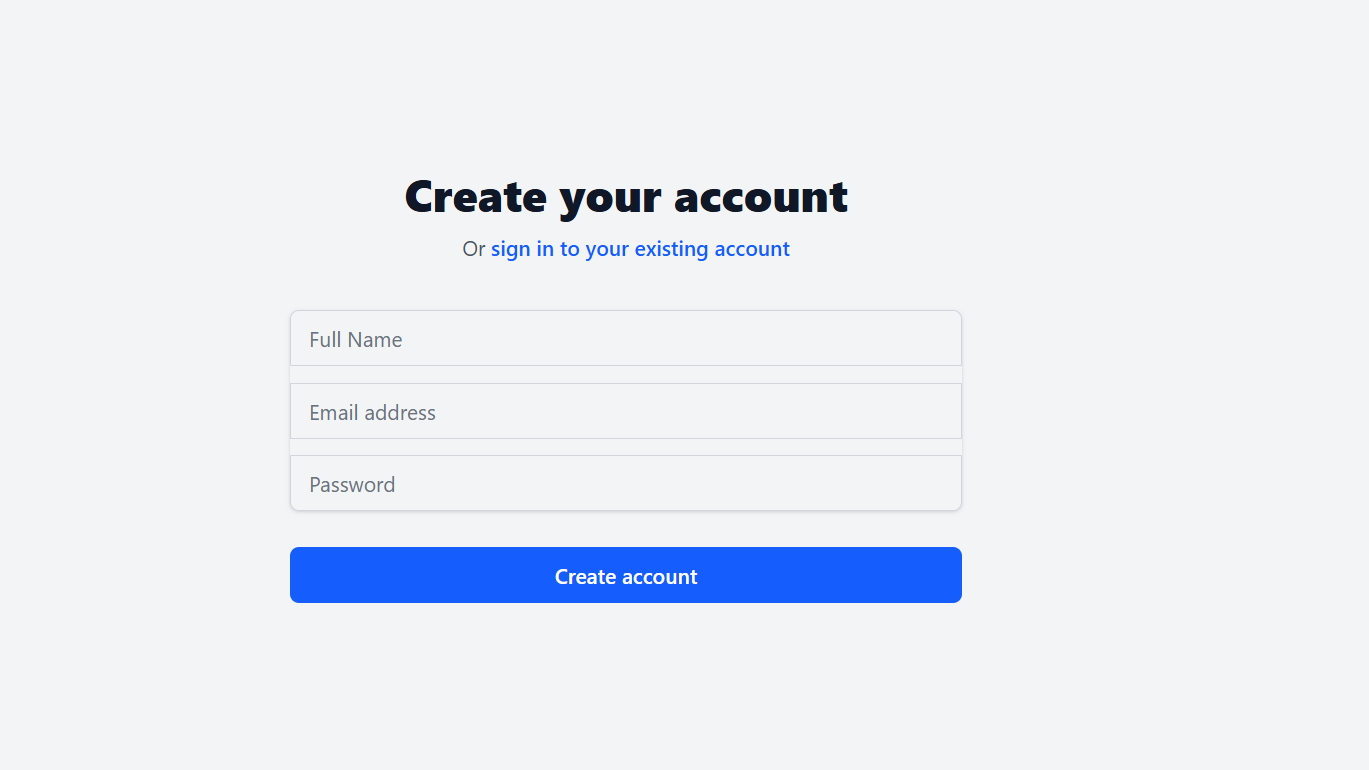 Create your account
Or sign in to your existing account
Full Name
Email address
Password
Create account